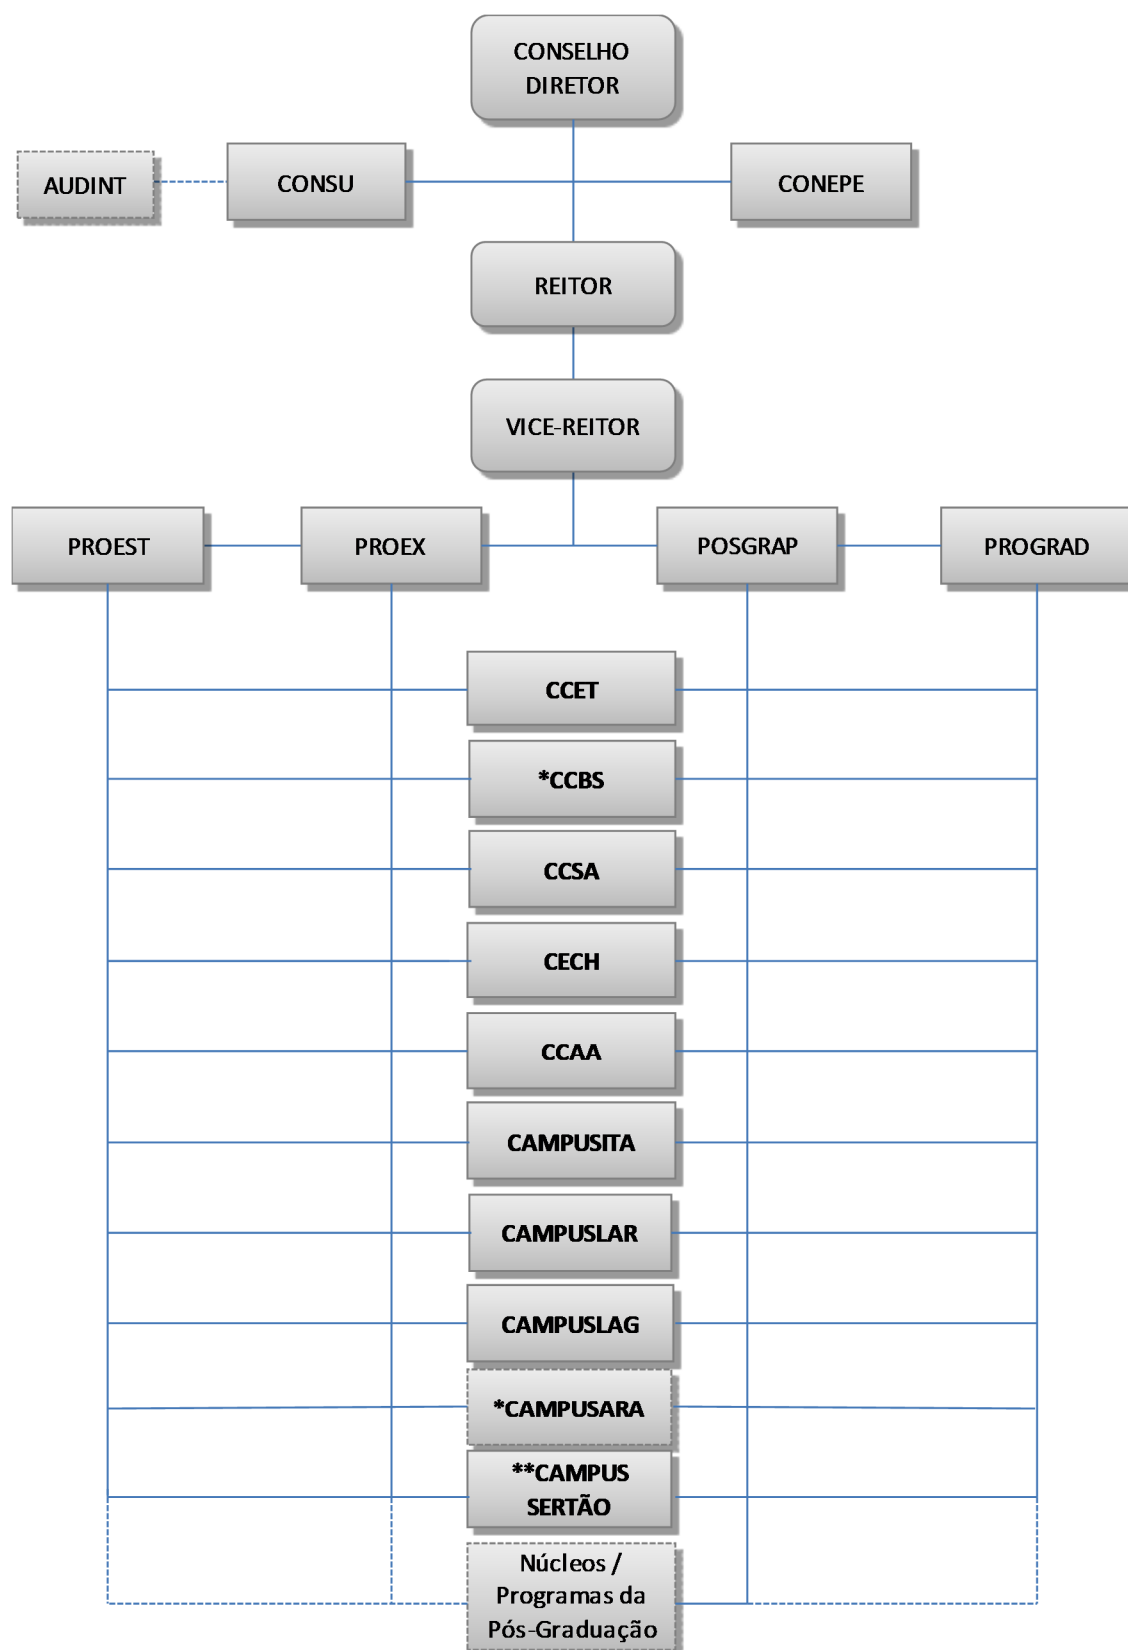 CONSELHO
DIRETOR
AUDINT
CONSU
CONEPE
REITOR
VICE-REITOR
PROEST
PROEX
POSGRAP
PROGRAD
CCET
*CCBS
CCSA
CECH
CCAA
CAMPUSITA
CAMPUSLAR
CAMPUSLAG
*CAMPUSARA
**CAMPUS
SERTÃO
Núcleos /
Programas da
Pós-Graduação